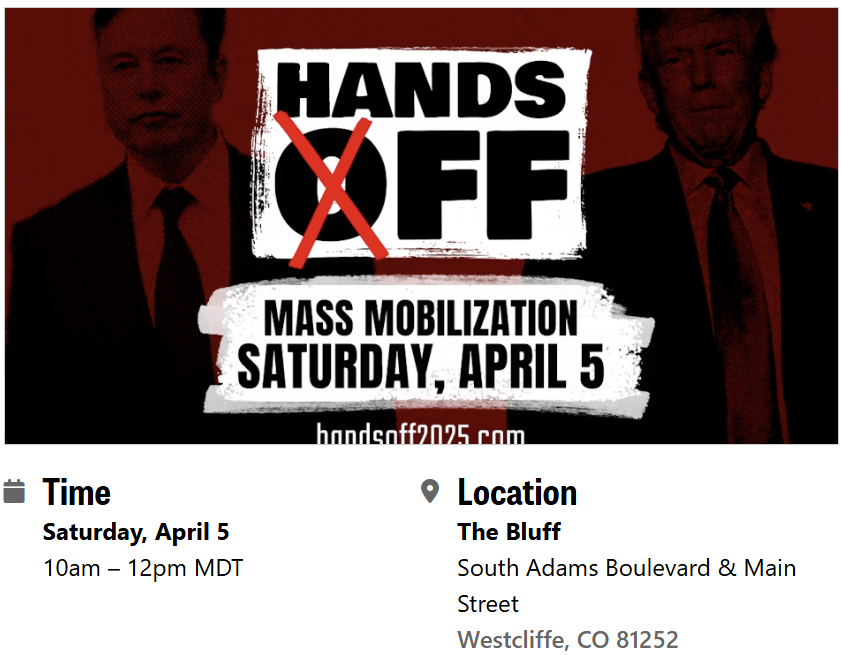 HANDS
OFF
MASS MOBILIZATION
SATURDAY, APRIL 5
handsoff2025.com
Time
Saturday, April 5
10am – 12pm MDT
Location
The Bluff
South Adams Boulevard & Main
Street
Westcliffe, CO 81252